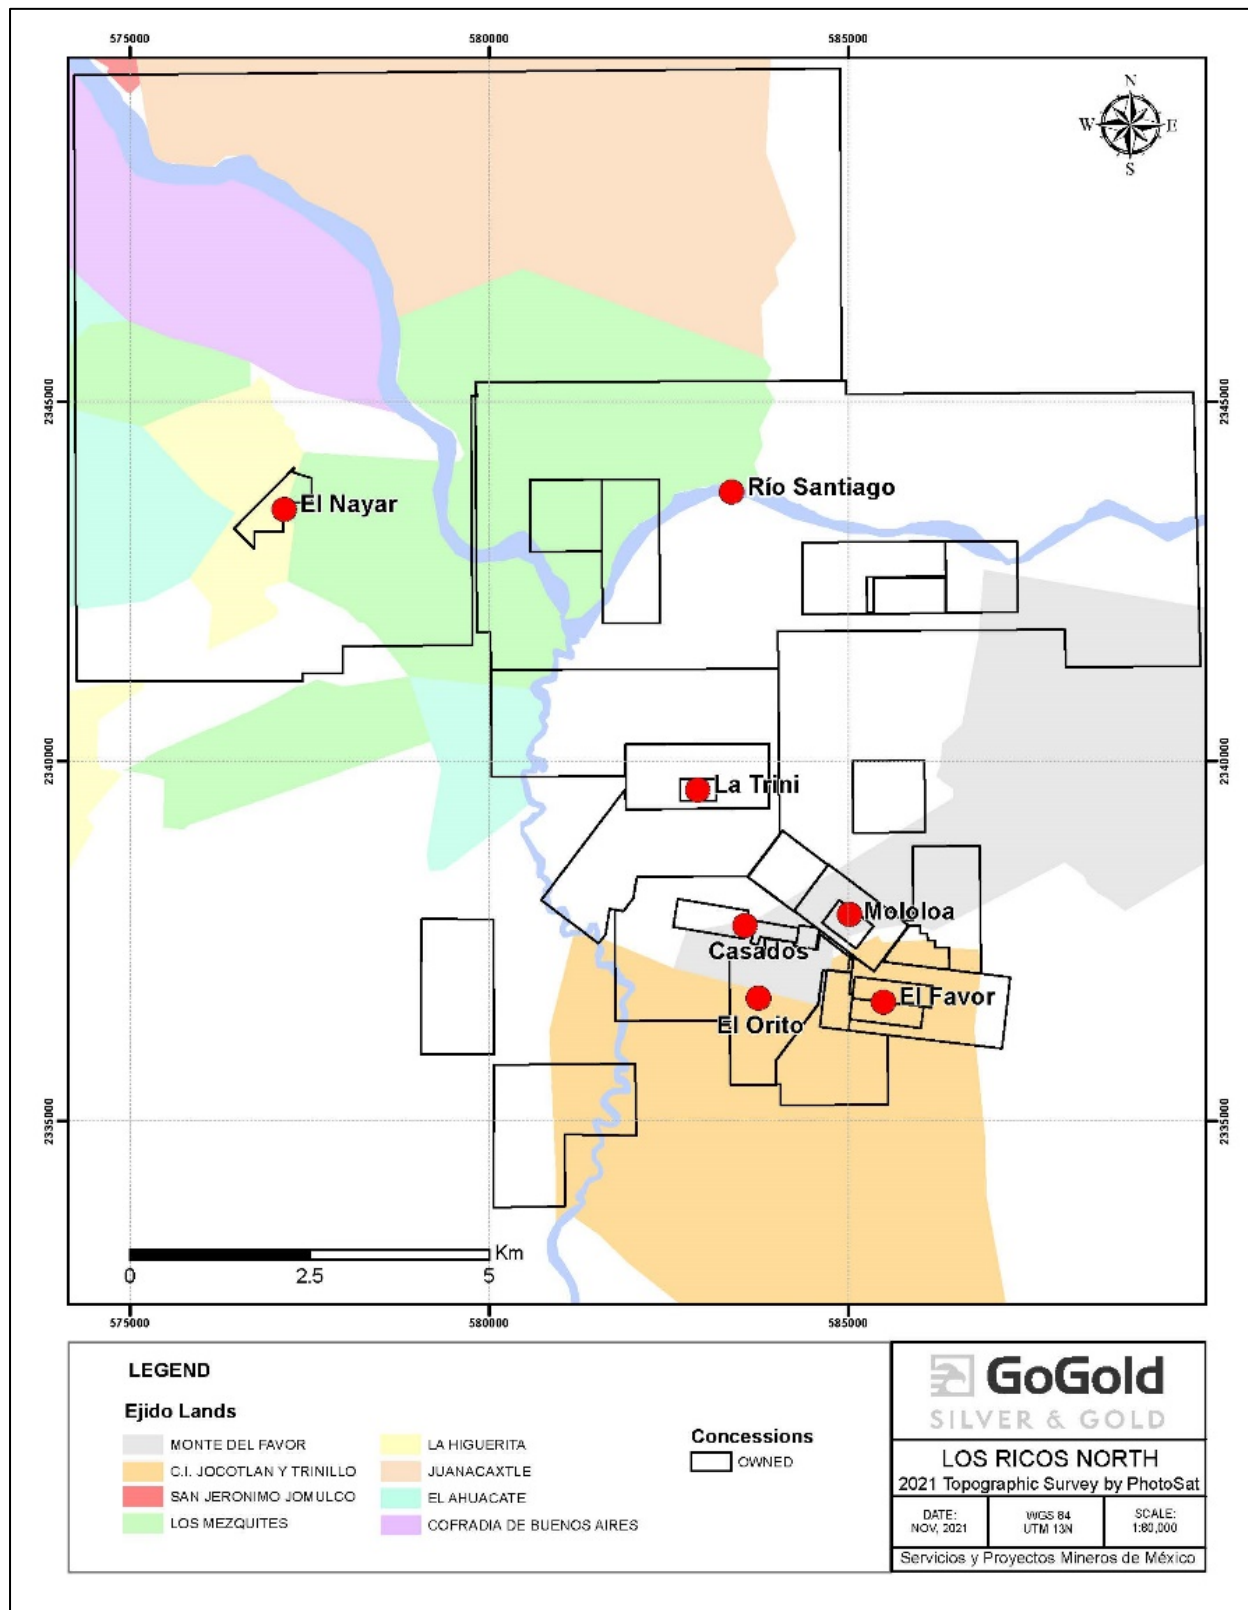 575000 580000 585000
N
W E
S
2345000 2345000
Río Santiago
El Nayar
2340000 2340000
La Trini
Mololoa
Casados
El Favor
El Orito
2335000 2335000
Km
0 2.5 5
575000 580000 585000
LEGEND
Ejido Lands
MONTE DEL FAVOR
C.I. JOCOTLAN Y TRINILLO
SAN JERONIMO JOMULCO
LOS MEZQUITES
LA HIGUERITA
JUANACAXTLE
EL AHUACATE
COFRADIA DE BUENOS AIRES
Concessions
OWNED
GoGold
SILVER & GOLD
LOS RICOS NORTH
2021 Topographic Survey by PhotoSat
DATE:
NOV, 2021
WGS 84
UTM 13N
SCALE:
1:80,000
Servicios y Proyectos Mineros de México